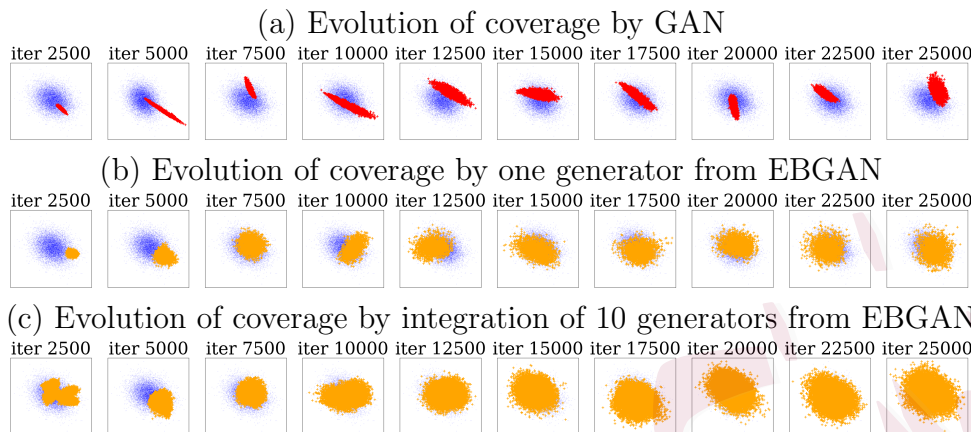 (a) Evolution of coverage by GAN
iter 2500 iter 5000 iter 7500 iter 10000 iter 12500 iter 15000 iter 17500 iter 20000 iter 22500 iter 25000
(b) Evolution of coverage by one generator from EBGAN
iter 2500 iter 5000 iter 7500 iter 10000 iter 12500 iter 15000 iter 17500 iter 20000 iter 22500 iter 25000
(c) Evolution of coverage by integration of 10 generators from EBGAN
iter 2500 iter 5000 iter 7500 iter 10000 iter 12500 iter 15000 iter 17500 iter 20000 iter 22500 iter 25000